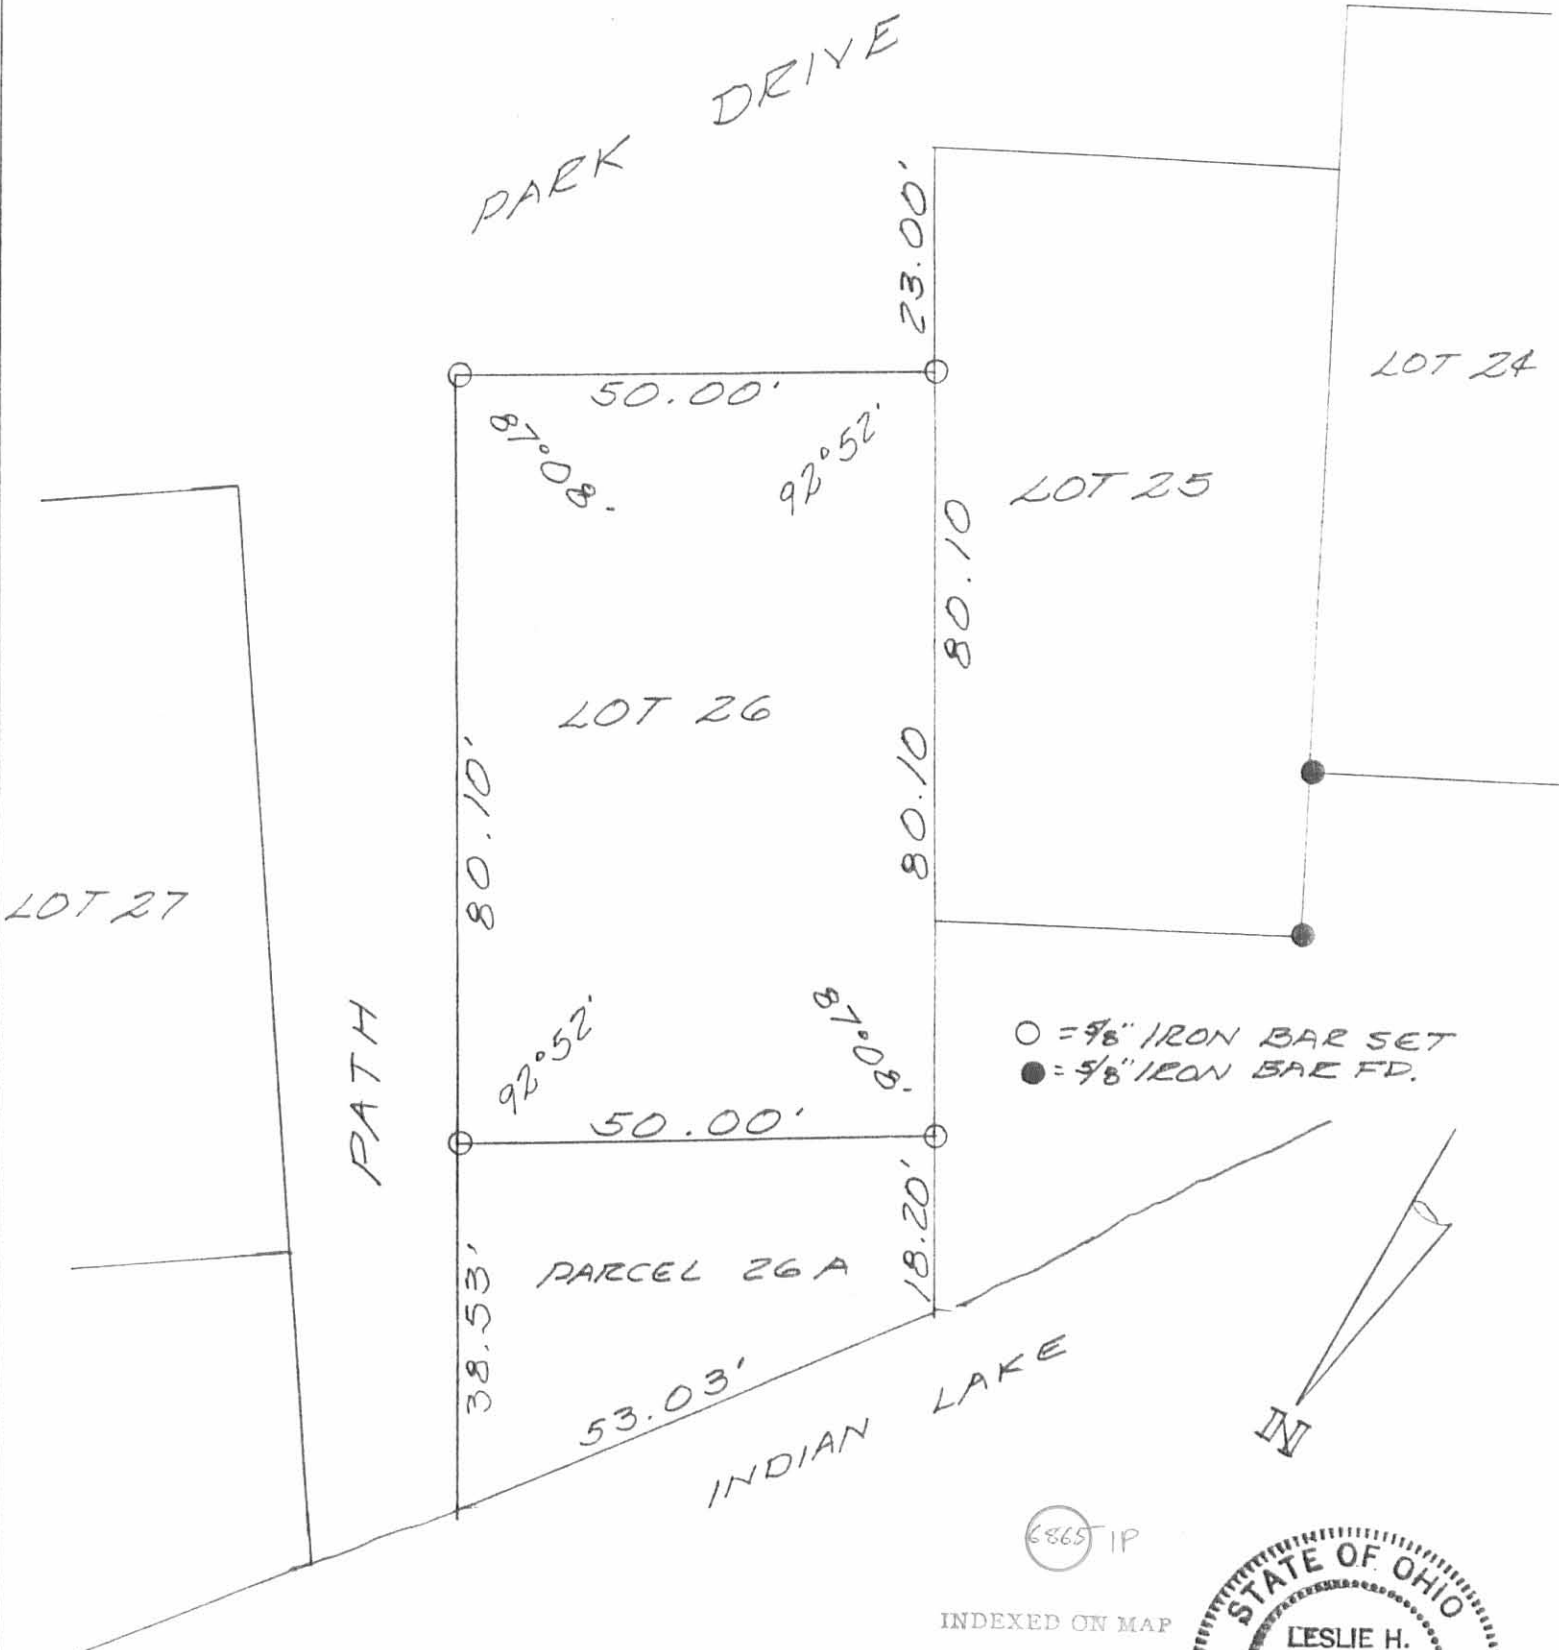 PARK DRIVE
23.00'
LOT 24
50.00'
87°08'
92°52'
LOT 25
80.10
LOT 26
80.10'
80.10
LOT 27
PATH
92°52'
87°08'
○ = 5/8" IRON BAR SET
● = 5/8" IRON BAR FD.
50.00'
18.20'
PARCEL 26A
38.53'
53.03'
INDIAN LAKE
N
6865 IP
INDEXED ON MAP
STATE OF OHIO
LESLIE H.